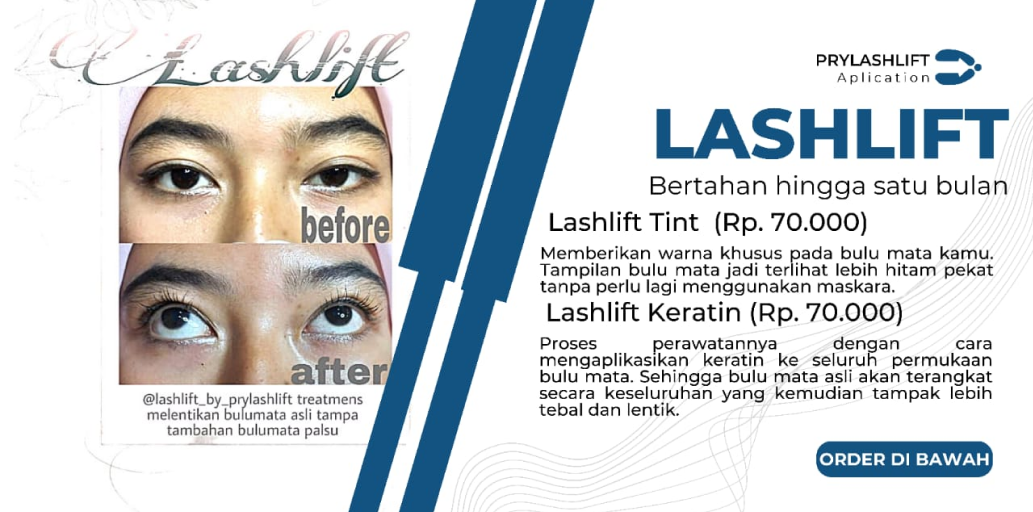 Lashlift
before
after
@lashlift_by_prylashlift treatmens
melentikan bulumata asli tampa
tambahan bulumata palsu
PRYLASHLIFT
Aplication
LASHLIFT
Bertahan hingga satu bulan
Lashlift Tint (Rp. 70.000)
Memberikan warna khusus pada bulu mata kamu.
Tampilan bulu mata jadi terlihat lebih hitam pekat
tanpa perlu lagi menggunakan maskara.
Lashlift Keratin (Rp. 70.000)
Proses perawatannya dengan cara
mengaplikasikan keratin ke seluruh permukaan
bulu mata. Sehingga bulu mata asli akan terangkat
secara keseluruhan yang kemudian tampak lebih
tebal dan lentik.
ORDER DI BAWAH